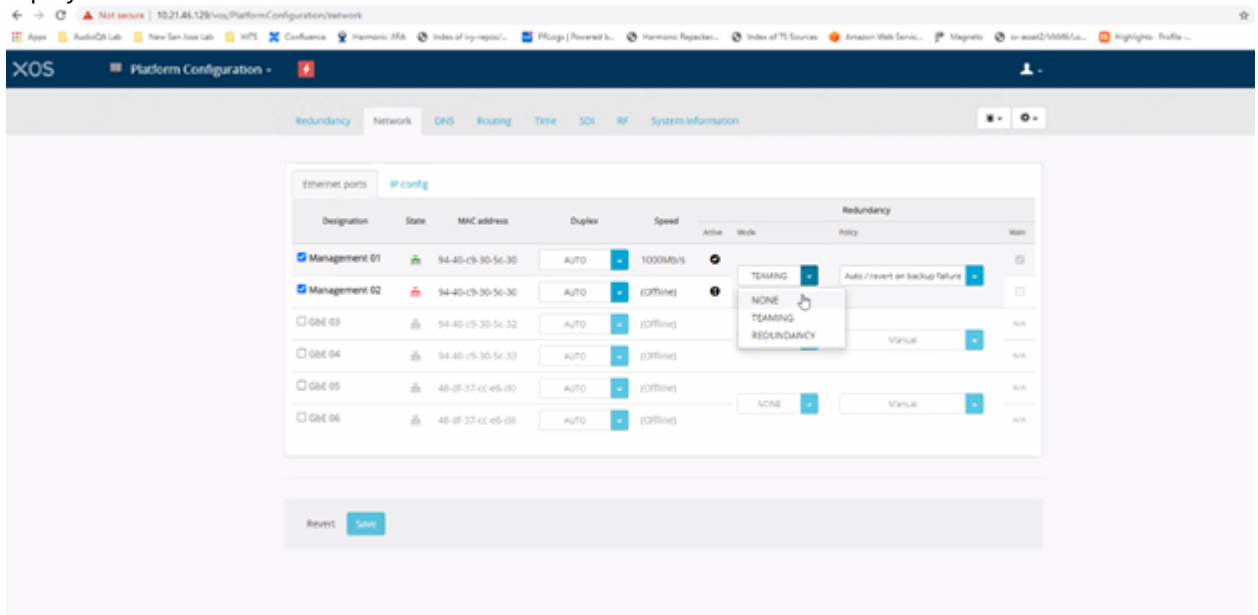 Not secure | 10.21.46.129/vos/PlatformConfiguration/network
Apps AudioQA Lab New San Jose Lab HITS Confluence Harmonic JIRA Index of ivy-repos/... PRLogs | Powered b... Harmonic Repacker... Index of TS Sources Amazon Web Servic... Magneto Highlights · Profile -...
XOS Platform Configuration
Redundancy Network DNS Routing Time SDI RF System Information
Ethernet ports IP config
Redundancy
Designation State MAC address Duplex Speed
Active Mode Policy Main
Management 01 94-40-c9-30-5c-30 AUTO 1000Mb/s
TEAMING Auto / revert on backup failure
Management 02 94-40-c9-30-5c-30 AUTO (Offline)
NONE
TEAMING
REDUNDANCY
GbE 03 94-40-c9-30-5c-32 AUTO (Offline) N/A
Manual
GbE 04 94-40-c9-30-5c-33 AUTO (Offline) N/A
GbE 05 48-df-37-cc-e6-d0 AUTO (Offline) N/A
NONE Manual
GbE 06 48-df-37-cc-e6-d8 AUTO (Offline) N/A
Revert Save